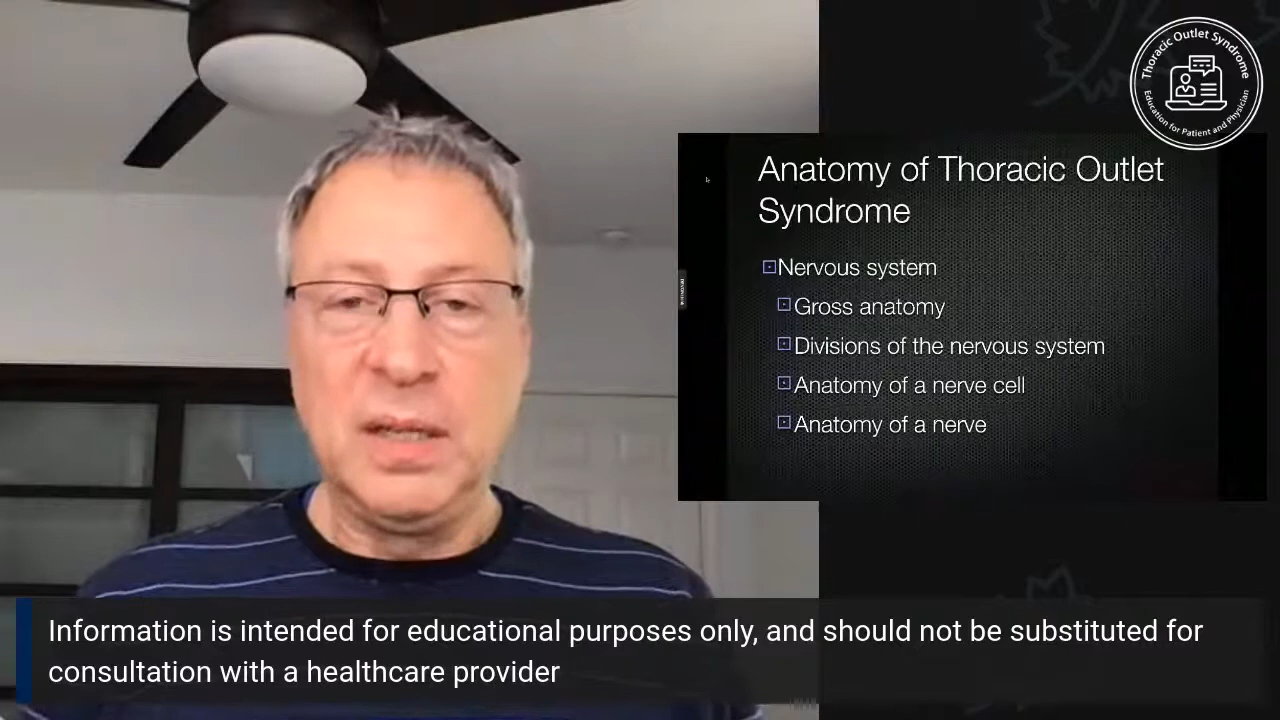 Thoracic Outlet Syndrome
Education for Patient and Physician
Anatomy of Thoracic Outlet
Syndrome
Nervous system
Gross anatomy
Divisions of the nervous system
Anatomy of a nerve cell
Anatomy of a nerve
Information is intended for educational purposes only, and should not be substituted for
consultation with a healthcare provider